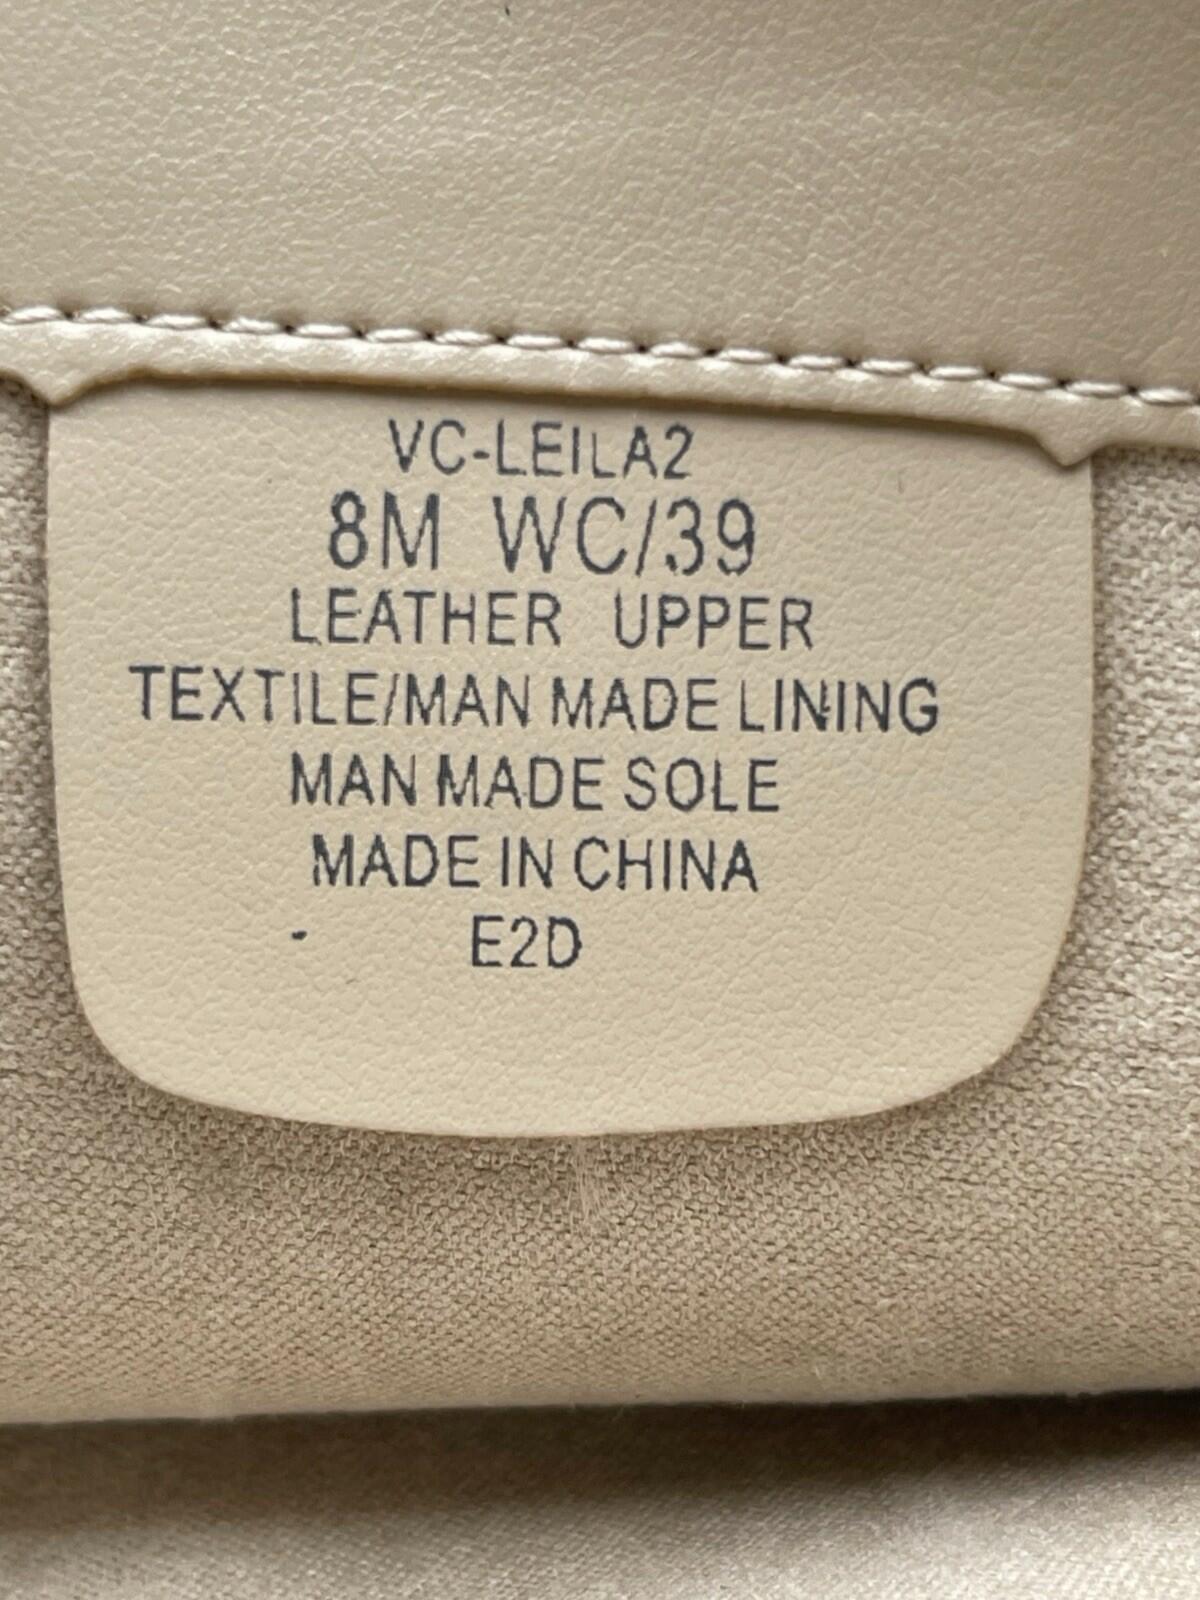 VC-LEILA2
8M WC/39
LEATHER UPPER
TEXTILE/MAN MADE LINING
MAN MADE SOLE
MADE IN CHINA
E2D